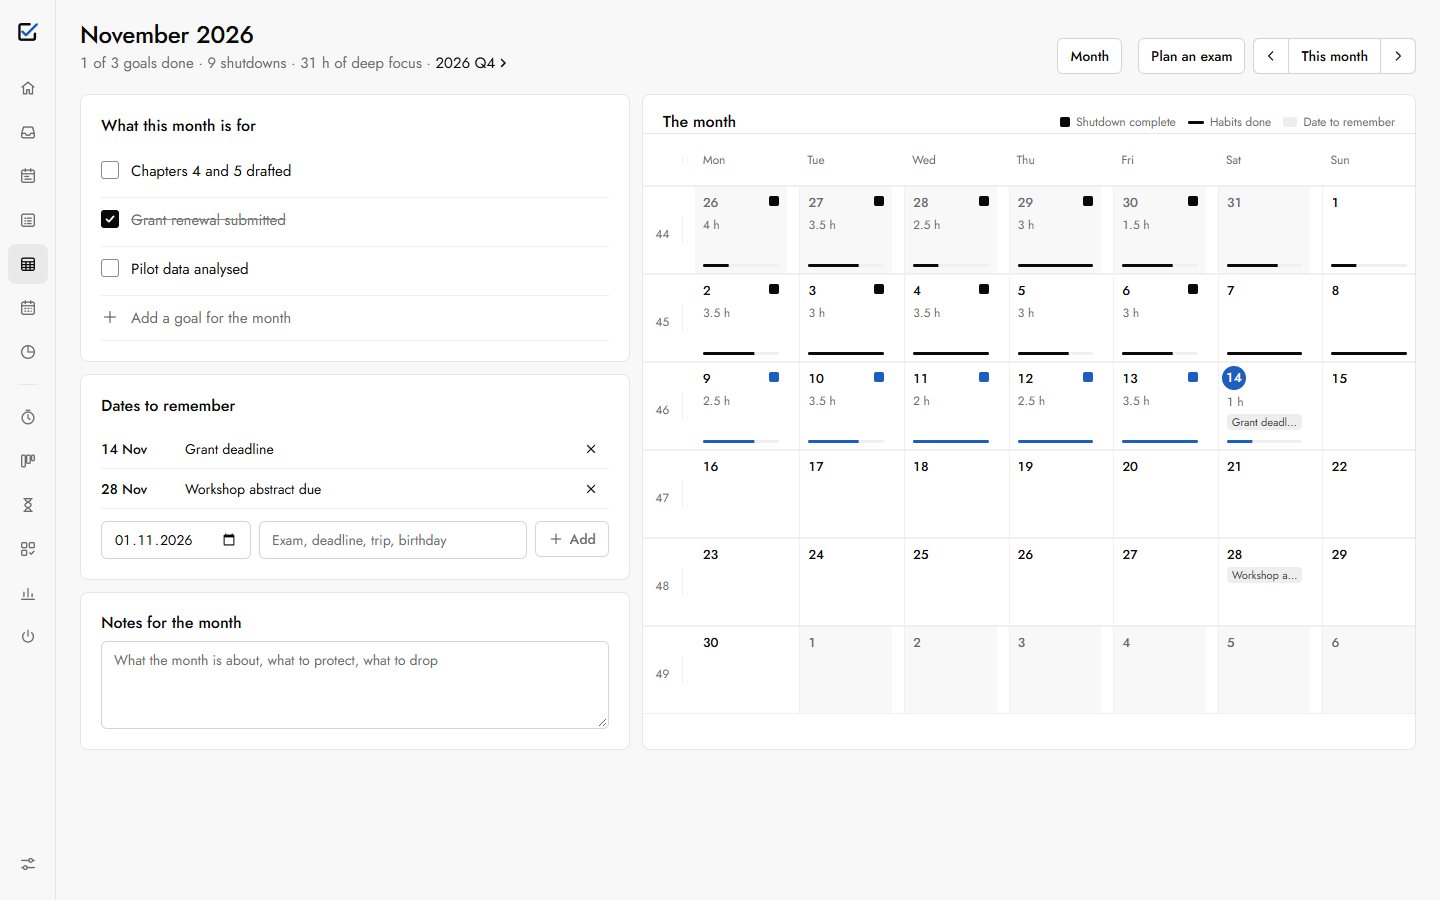 November 2026
1 of 3 goals done · 9 shutdowns · 31 h of deep focus · 2026 Q4
Month
Plan an exam
This month
What this month is for
Chapters 4 and 5 drafted
Grant renewal submitted
Pilot data analysed
Add a goal for the month
Dates to remember
14 Nov Grant deadline
28 Nov Workshop abstract due
01.11.2026 Exam, deadline, trip, birthday Add
Notes for the month
What the month is about, what to protect, what to drop
The month
Shutdown complete Habits done Date to remember
Mon Tue Wed Thu Fri Sat Sun
26 27 28 29 30 31 1
4 h 3.5 h 2.5 h 3 h 1.5 h
44
2 3 4 5 6 7 8
3.5 h 3 h 3.5 h 3 h 3 h
45
9 10 11 12 13 14 15
2.5 h 3.5 h 2 h 2.5 h 3.5 h 1 h
46
Grant deadl...
16 17 18 19 20 21 22
47
23 24 25 26 27 28 29
Workshop a...
48
30 1 2 3 4 5 6
49